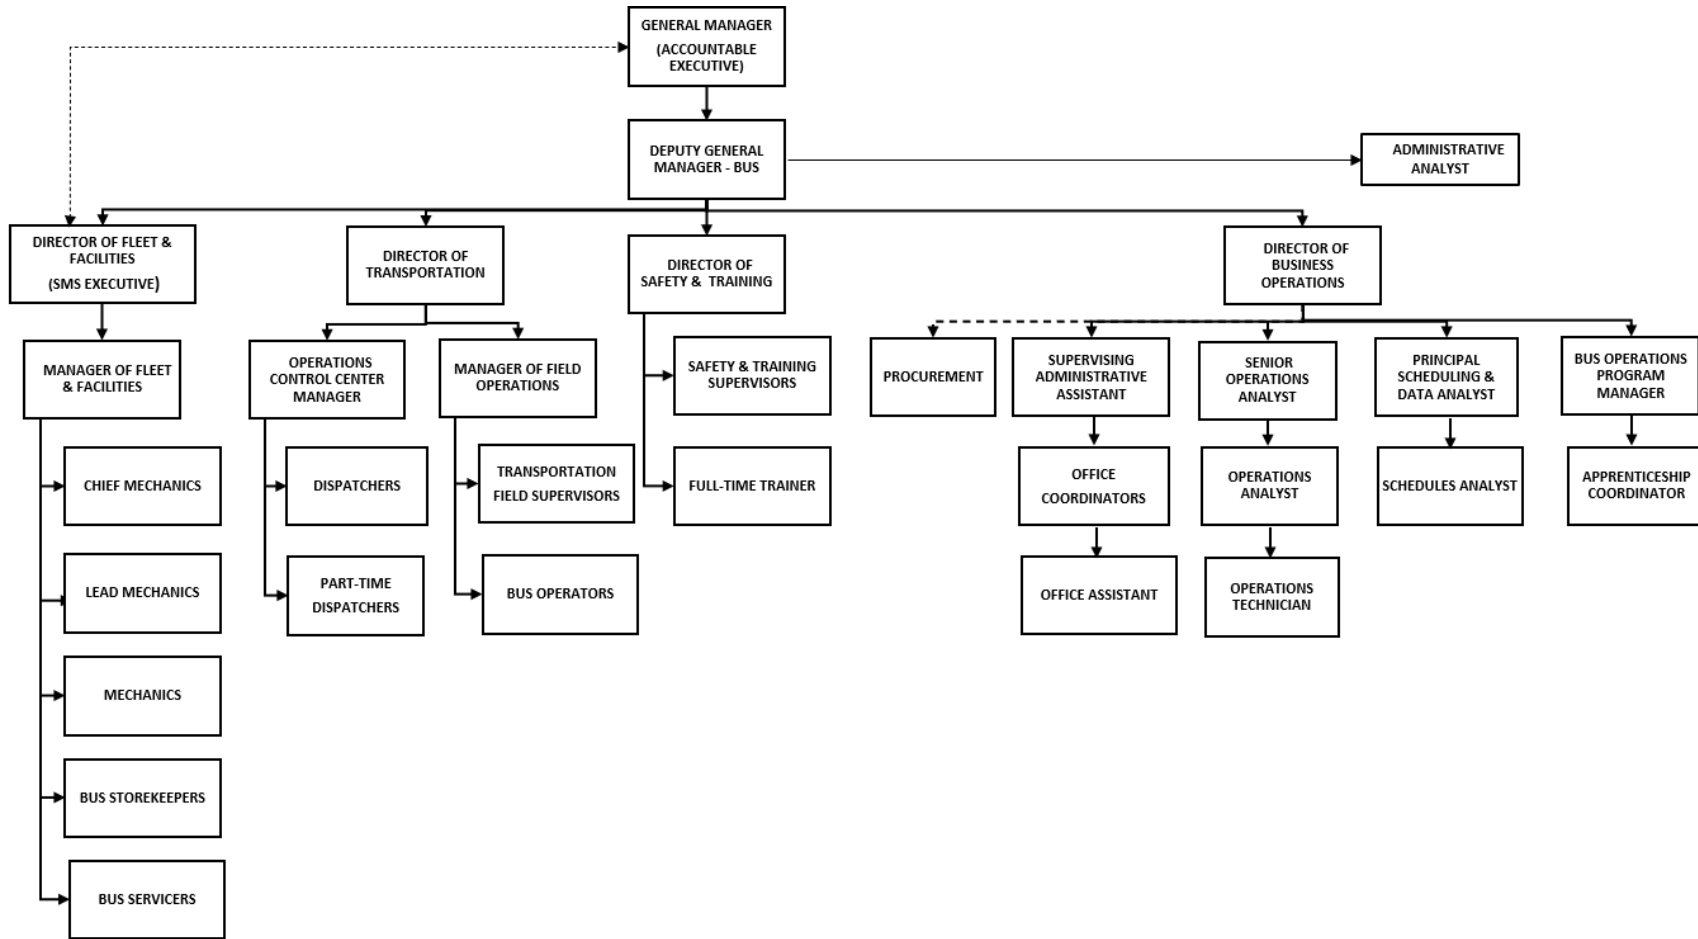 GENERAL MANAGER
(ACCOUNTABLE
EXECUTIVE)
DEPUTY GENERAL
MANAGER - BUS
ADMINISTRATIVE
ANALYST
DIRECTOR OF FLEET &
FACILITIES
(SMS EXECUTIVE)
DIRECTOR OF
TRANSPORTATION
DIRECTOR OF
SAFETY & TRAINING
DIRECTOR OF
BUSINESS
OPERATIONS
MANAGER OF FLEET
& FACILITIES
OPERATIONS
CONTROL CENTER
MANAGER
MANAGER OF FIELD
OPERATIONS
SAFETY & TRAINING
SUPERVISORS
PROCUREMENT
SUPERVISING
ADMINISTRATIVE
ASSISTANT
SENIOR
OPERATIONS
ANALYST
PRINCIPAL
SCHEDULING &
DATA ANALYST
BUS OPERATIONS
PROGRAM
MANAGER
CHIEF MECHANICS
DISPATCHERS
TRANSPORTATION
FIELD SUPERVISORS
FULL-TIME TRAINER
OFFICE
COORDINATORS
OPERATIONS
ANALYST
SCHEDULES ANALYST
APPRENTICESHIP
COORDINATOR
LEAD MECHANICS
PART-TIME
DISPATCHERS
BUS OPERATORS
OFFICE ASSISTANT
OPERATIONS
TECHNICIAN
MECHANICS
BUS STOREKEEPERS
BUS SERVICERS